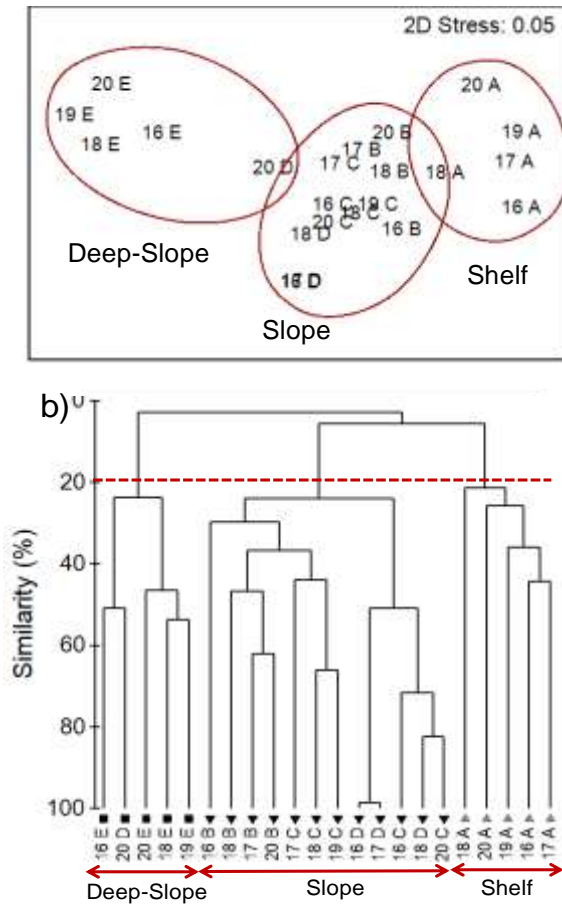 2D Stress: 0.05
20 E
20 A
19 E
20 B
19 A
18 E
16 E
17 B
17 C
20 D
18 B
18 A
17 A
16 C
19 C
18 C
20 C
16 A
18 D
16 B
Deep-Slope
Shelf
Slope
b)
0
20
40
60
80
100
Similarity (%)
16 E
20 D
20 E
18 E
19 E
16 B
18 B
17 B
20 B
17 C
18 C
19 C
16 D
17 D
16 C
18 D
20 C
18 A
20 A
19 A
16 A
17 A
Deep-Slope
Slope
Shelf